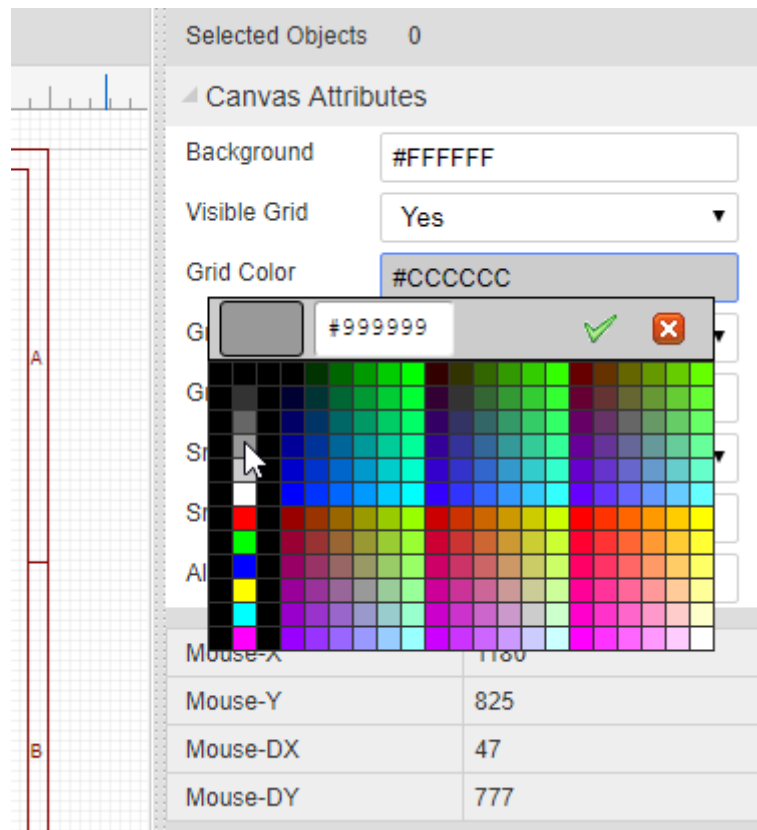 Selected Objects 0
Canvas Attributes
Background #FFFFFF
Visible Grid Yes
Grid Color #CCCCCC
#999999
A
Mouse-X 1180
Mouse-Y 825
B
Mouse-DX 47
Mouse-DY 777